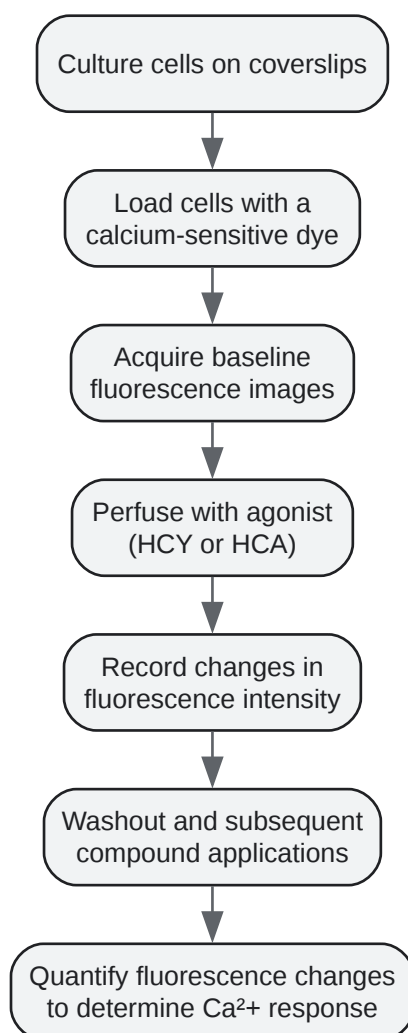 Culture cells on coverslips
Load cells with a
calcium-sensitive dye
Acquire baseline
fluorescence images
Perfuse with agonist
(HCY or HCA)
Record changes in
fluorescence intensity
Washout and subsequent
compound applications
Quantify fluorescence changes
to determine Ca²+ response